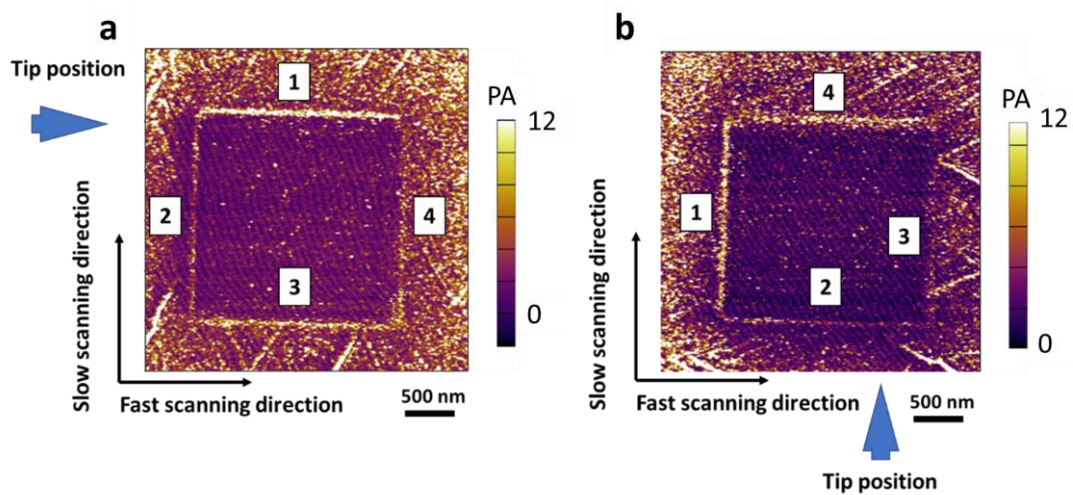 a
Tip position
1
2
3
4
PA
12
0
Slow scanning direction
Fast scanning direction
500 nm
b
4
1
3
2
PA
12
0
Slow scanning direction
Fast scanning direction
500 nm
Tip position